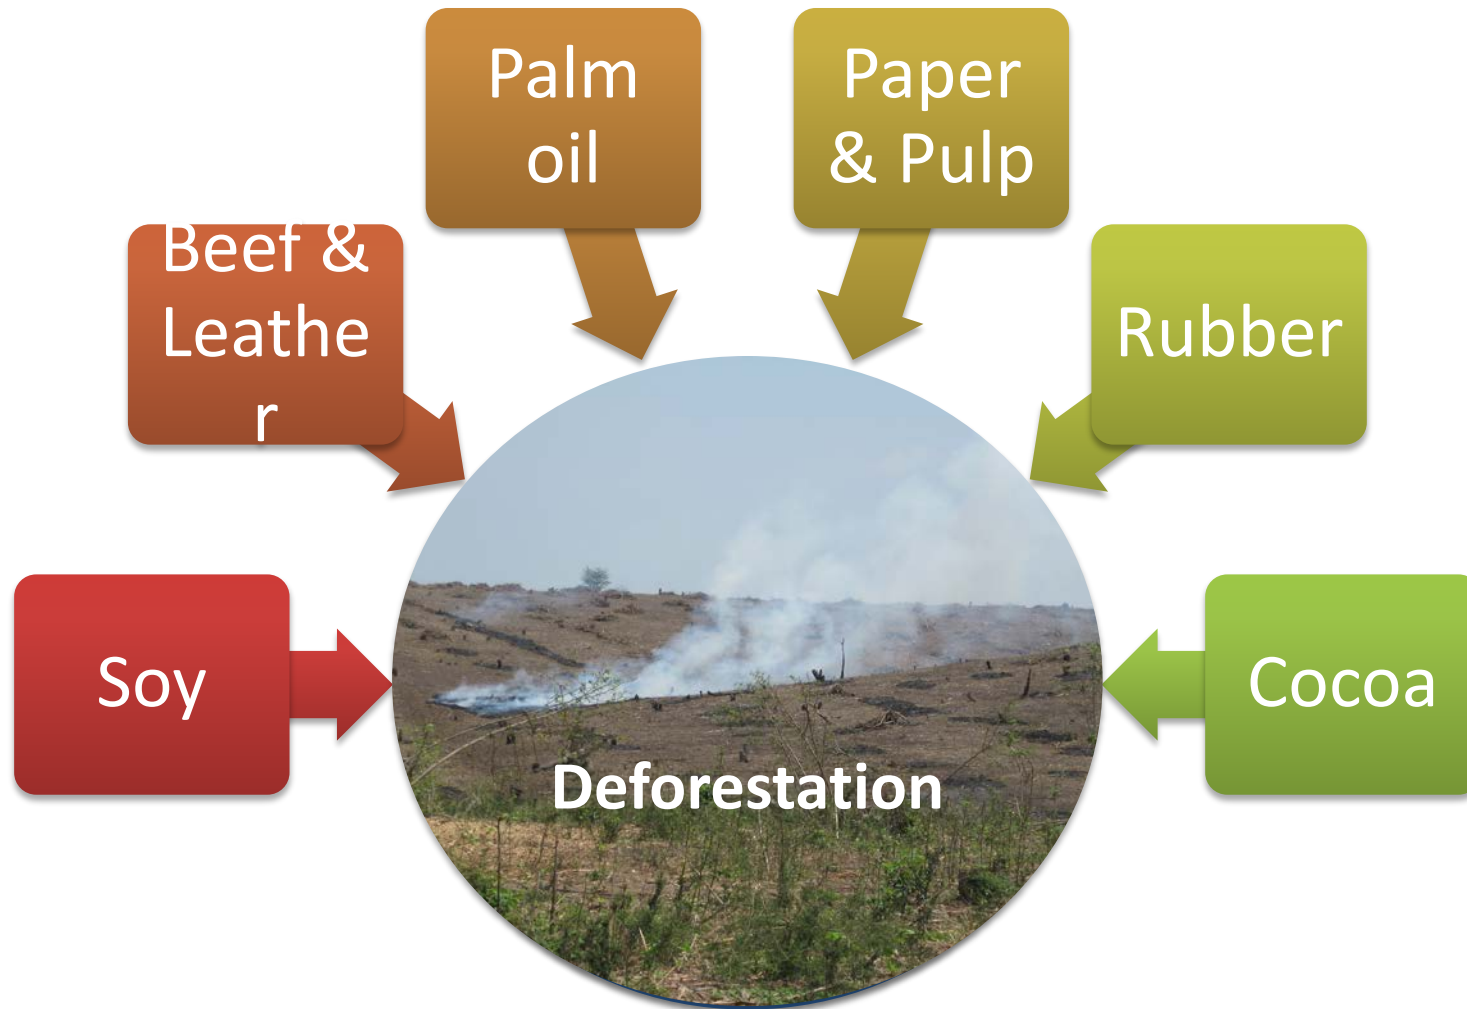 Palm
oil
Paper
& Pulp
Beef &
Leathe
r
Rubber
Soy
Cocoa
Deforestation